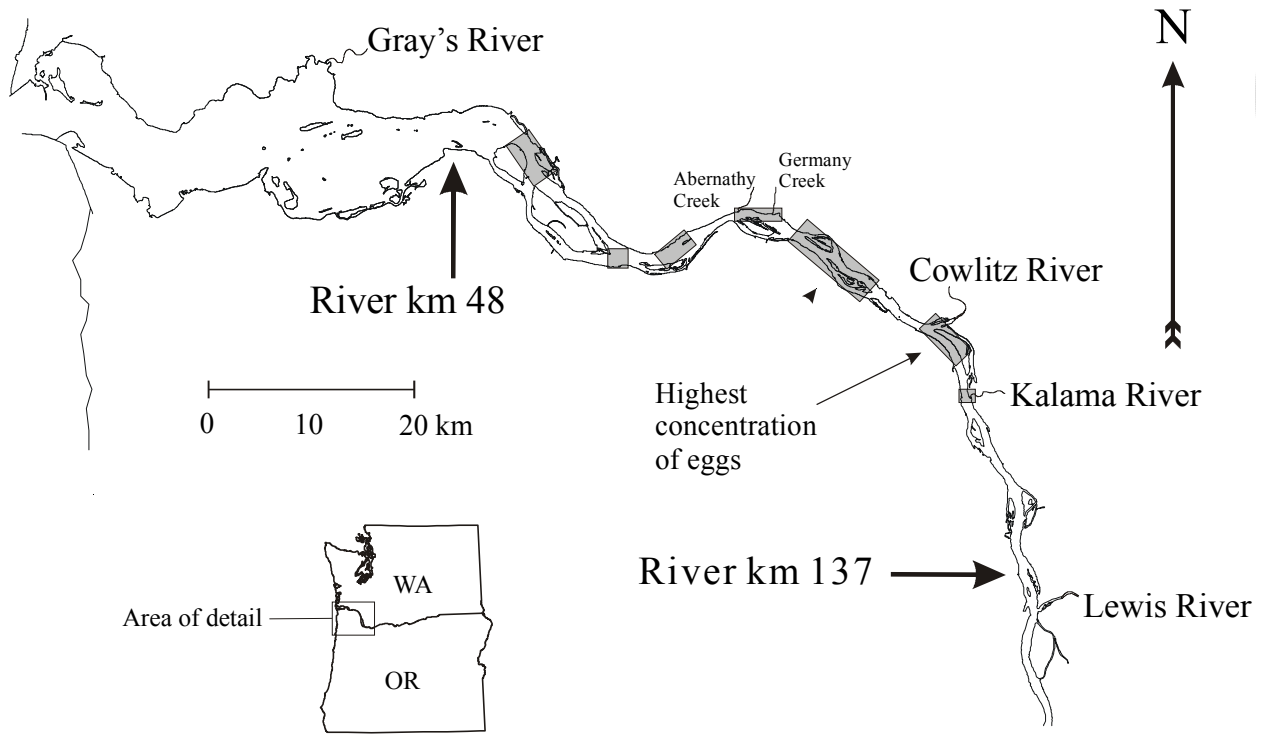 Gray’s River
N
Germany
Creek
Abernathy
Creek
Cowlitz River
River km 48
Highest
concentration
of eggs
Kalama River
0 10 20 km
River km 137
WA
Lewis River
Area of detail
OR